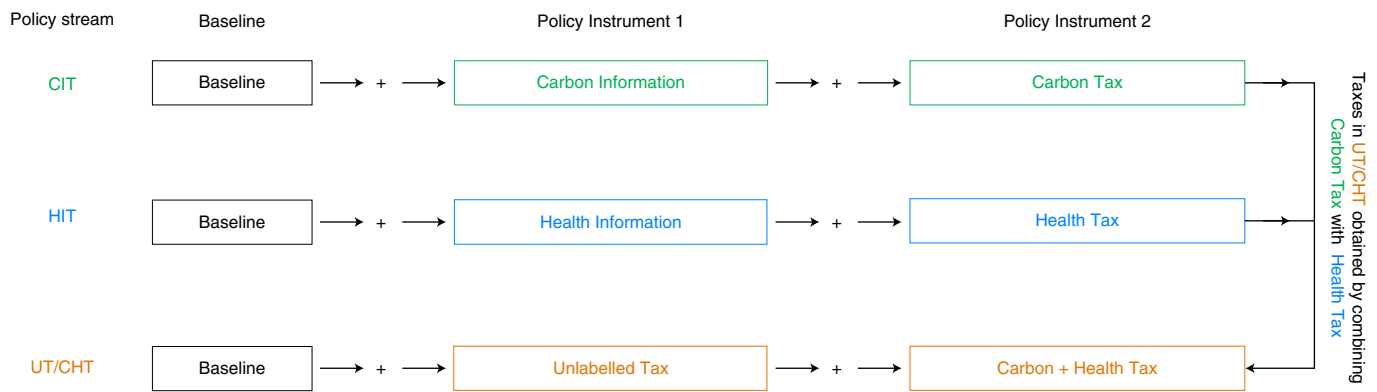 Policy stream Baseline Policy Instrument 1 Policy Instrument 2
CIT Baseline + Carbon Information + Carbon Tax
HIT Baseline + Health Information + Health Tax
UT/CHT Baseline + Unlabelled Tax + Carbon + Health Tax
Taxes in UT/CHT obtained by combining
Carbon Tax with Health Tax